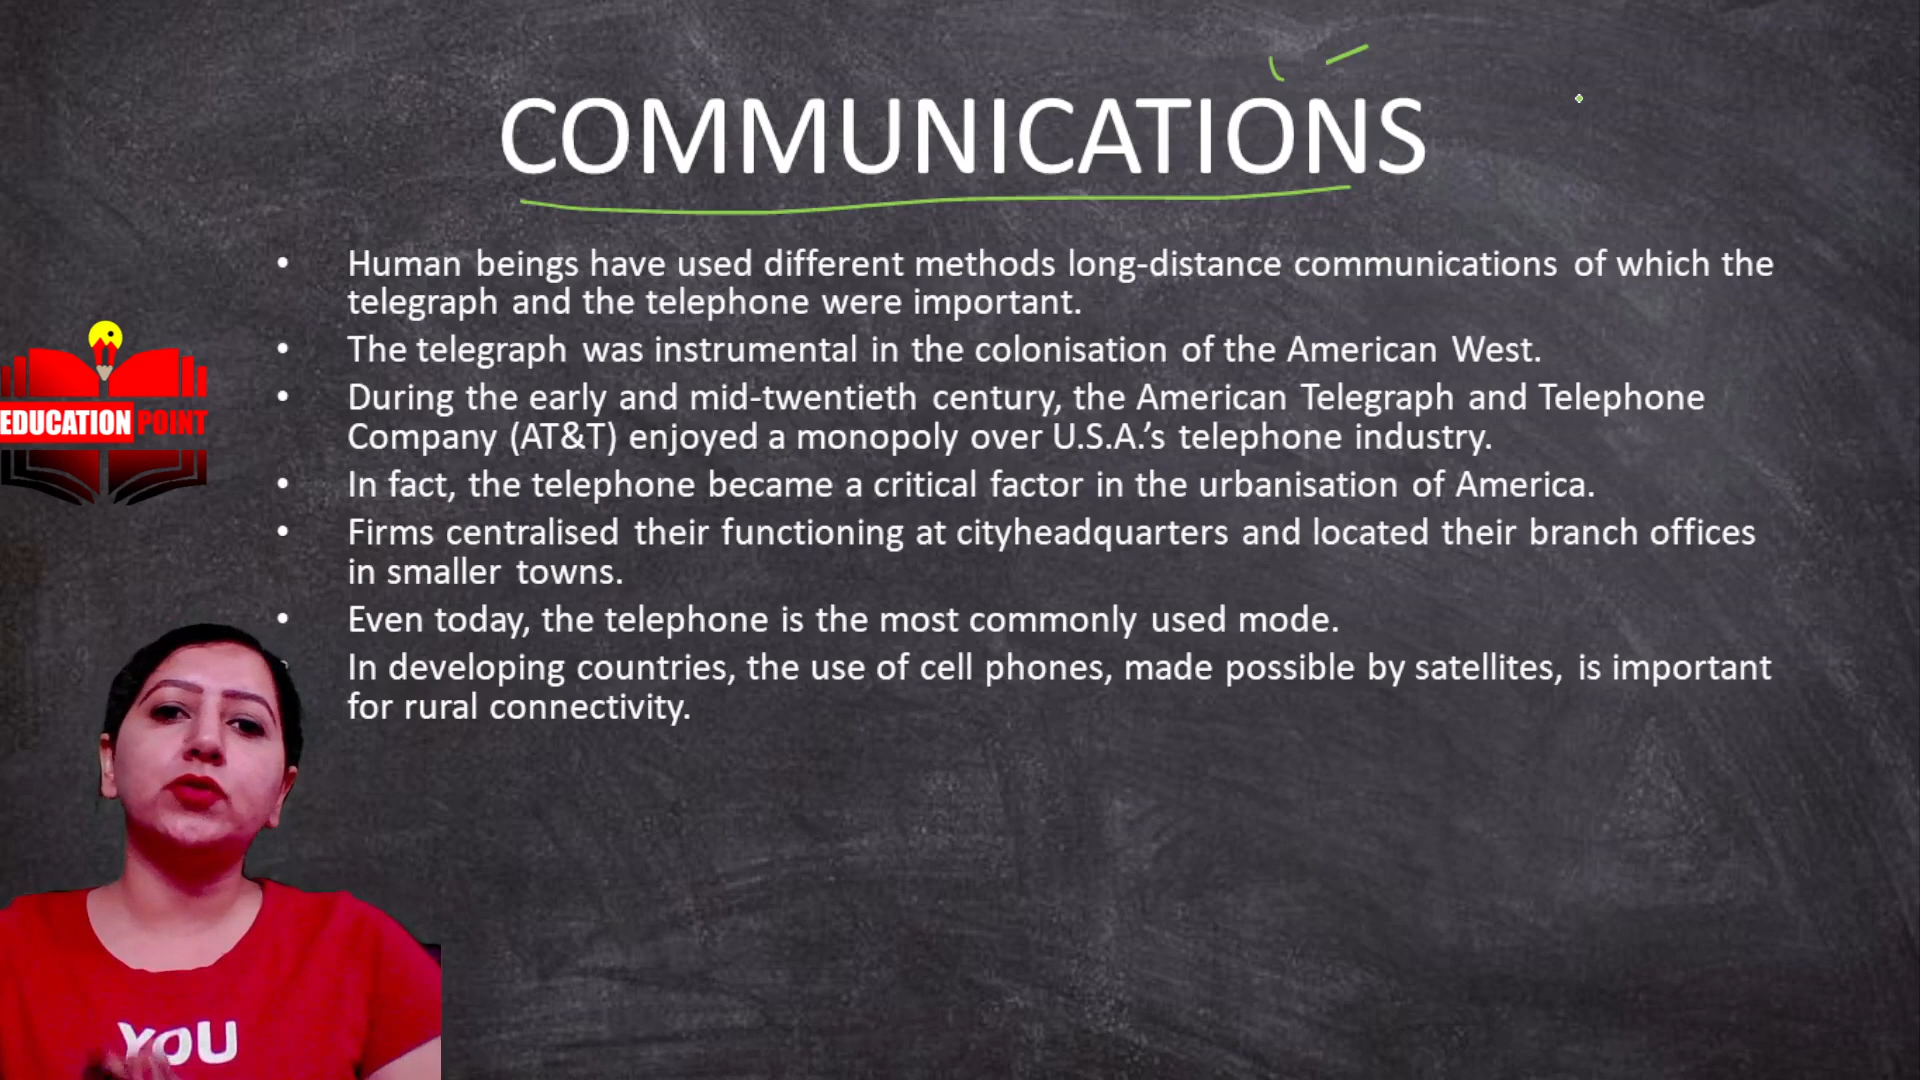 COMMUNICATIONS
• Human beings have used different methods long-distance communications of which the
telegraph and the telephone were important.
• The telegraph was instrumental in the colonisation of the American West.
• During the early and mid-twentieth century, the American Telegraph and Telephone
Company (AT&T) enjoyed a monopoly over U.S.A.’s telephone industry.
• In fact, the telephone became a critical factor in the urbanisation of America.
• Firms centralised their functioning at cityheadquarters and located their branch offices
in smaller towns.
• Even today, the telephone is the most commonly used mode.
• In developing countries, the use of cell phones, made possible by satellites, is important
for rural connectivity.
EDUCATION POINT
YOU